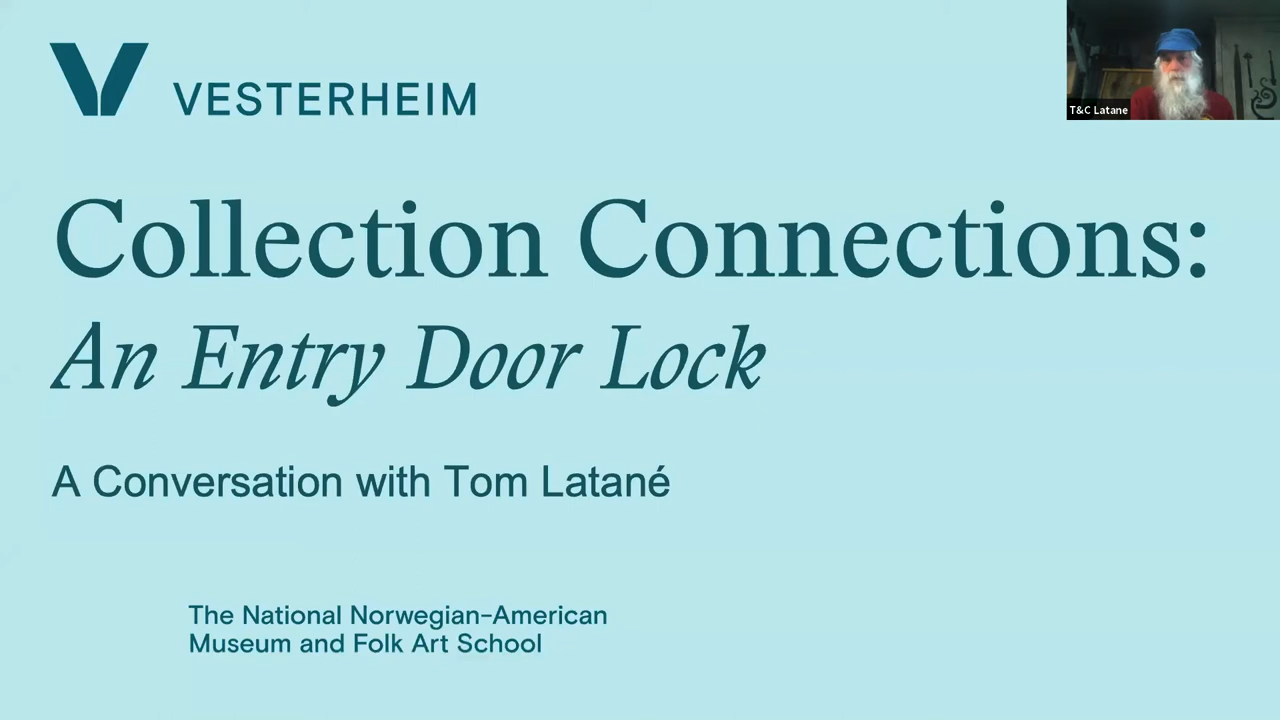 VESTERHEIM
T&C Latane
Collection Connections:
An Entry Door Lock
A Conversation with Tom Latané
The National Norwegian-American
Museum and Folk Art School